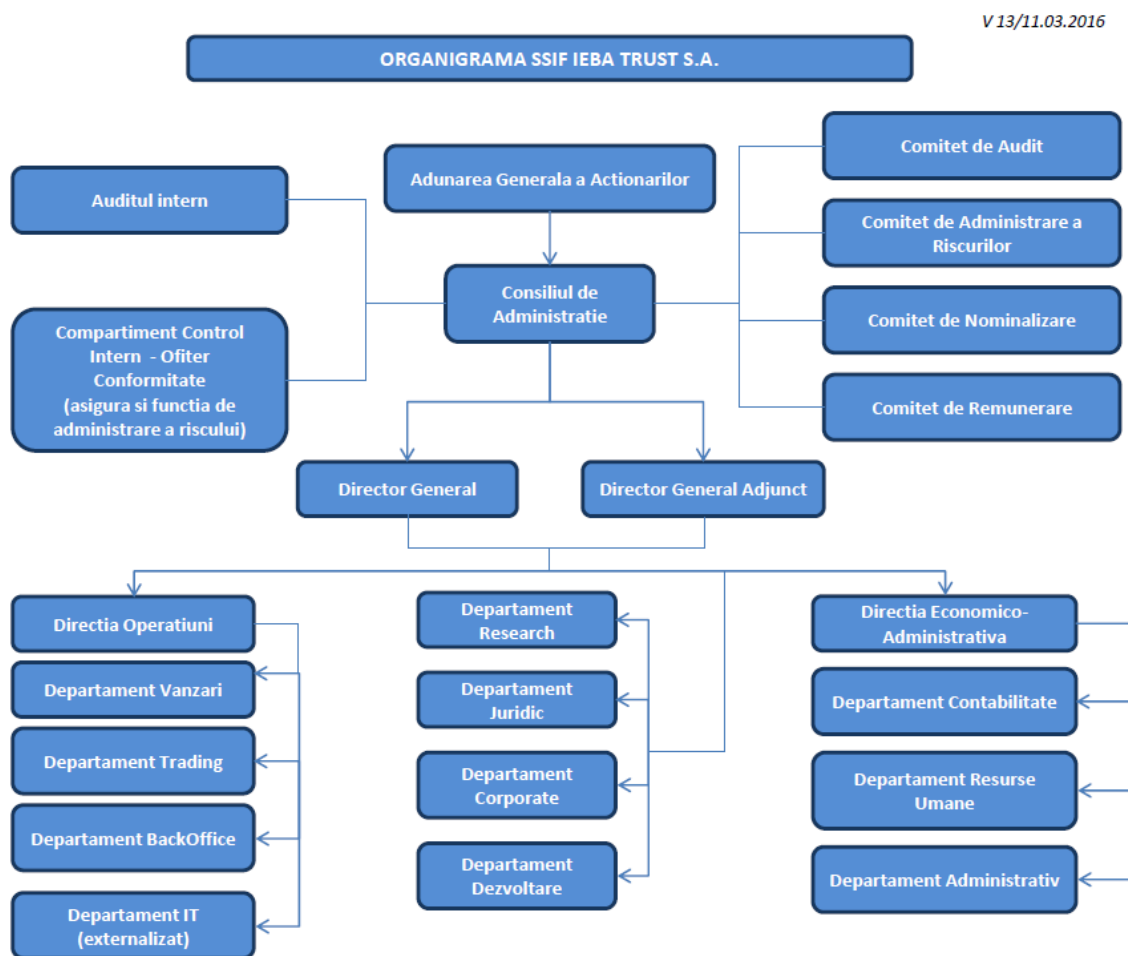 V 13/11.03.2016
ORGANIGRAMA SSIF IEBA TRUST S.A.
Comitet de Audit
Adunarea Generala a Actionarilor
Auditul intern
Comitet de Administrare a
Riscurilor
Consiliul de
Administratie
Comitet de Nominalizare
Compartiment Control
Intern - Ofiter
Conformitate
(asigura si functia de
administrare a riscului)
Comitet de Remunerare
Director General
Director General Adjunct
Directia Operatiuni
Departament Vanzari
Departament Trading
Departament BackOffice
Departament IT
(externalizat)
Departament
Research
Departament
Juridic
Departament
Corporate
Departament
Dezvoltare
Directia Economico-
Administrativa
Departament Contabilitate
Departament Resurse
Umane
Departament Administrativ